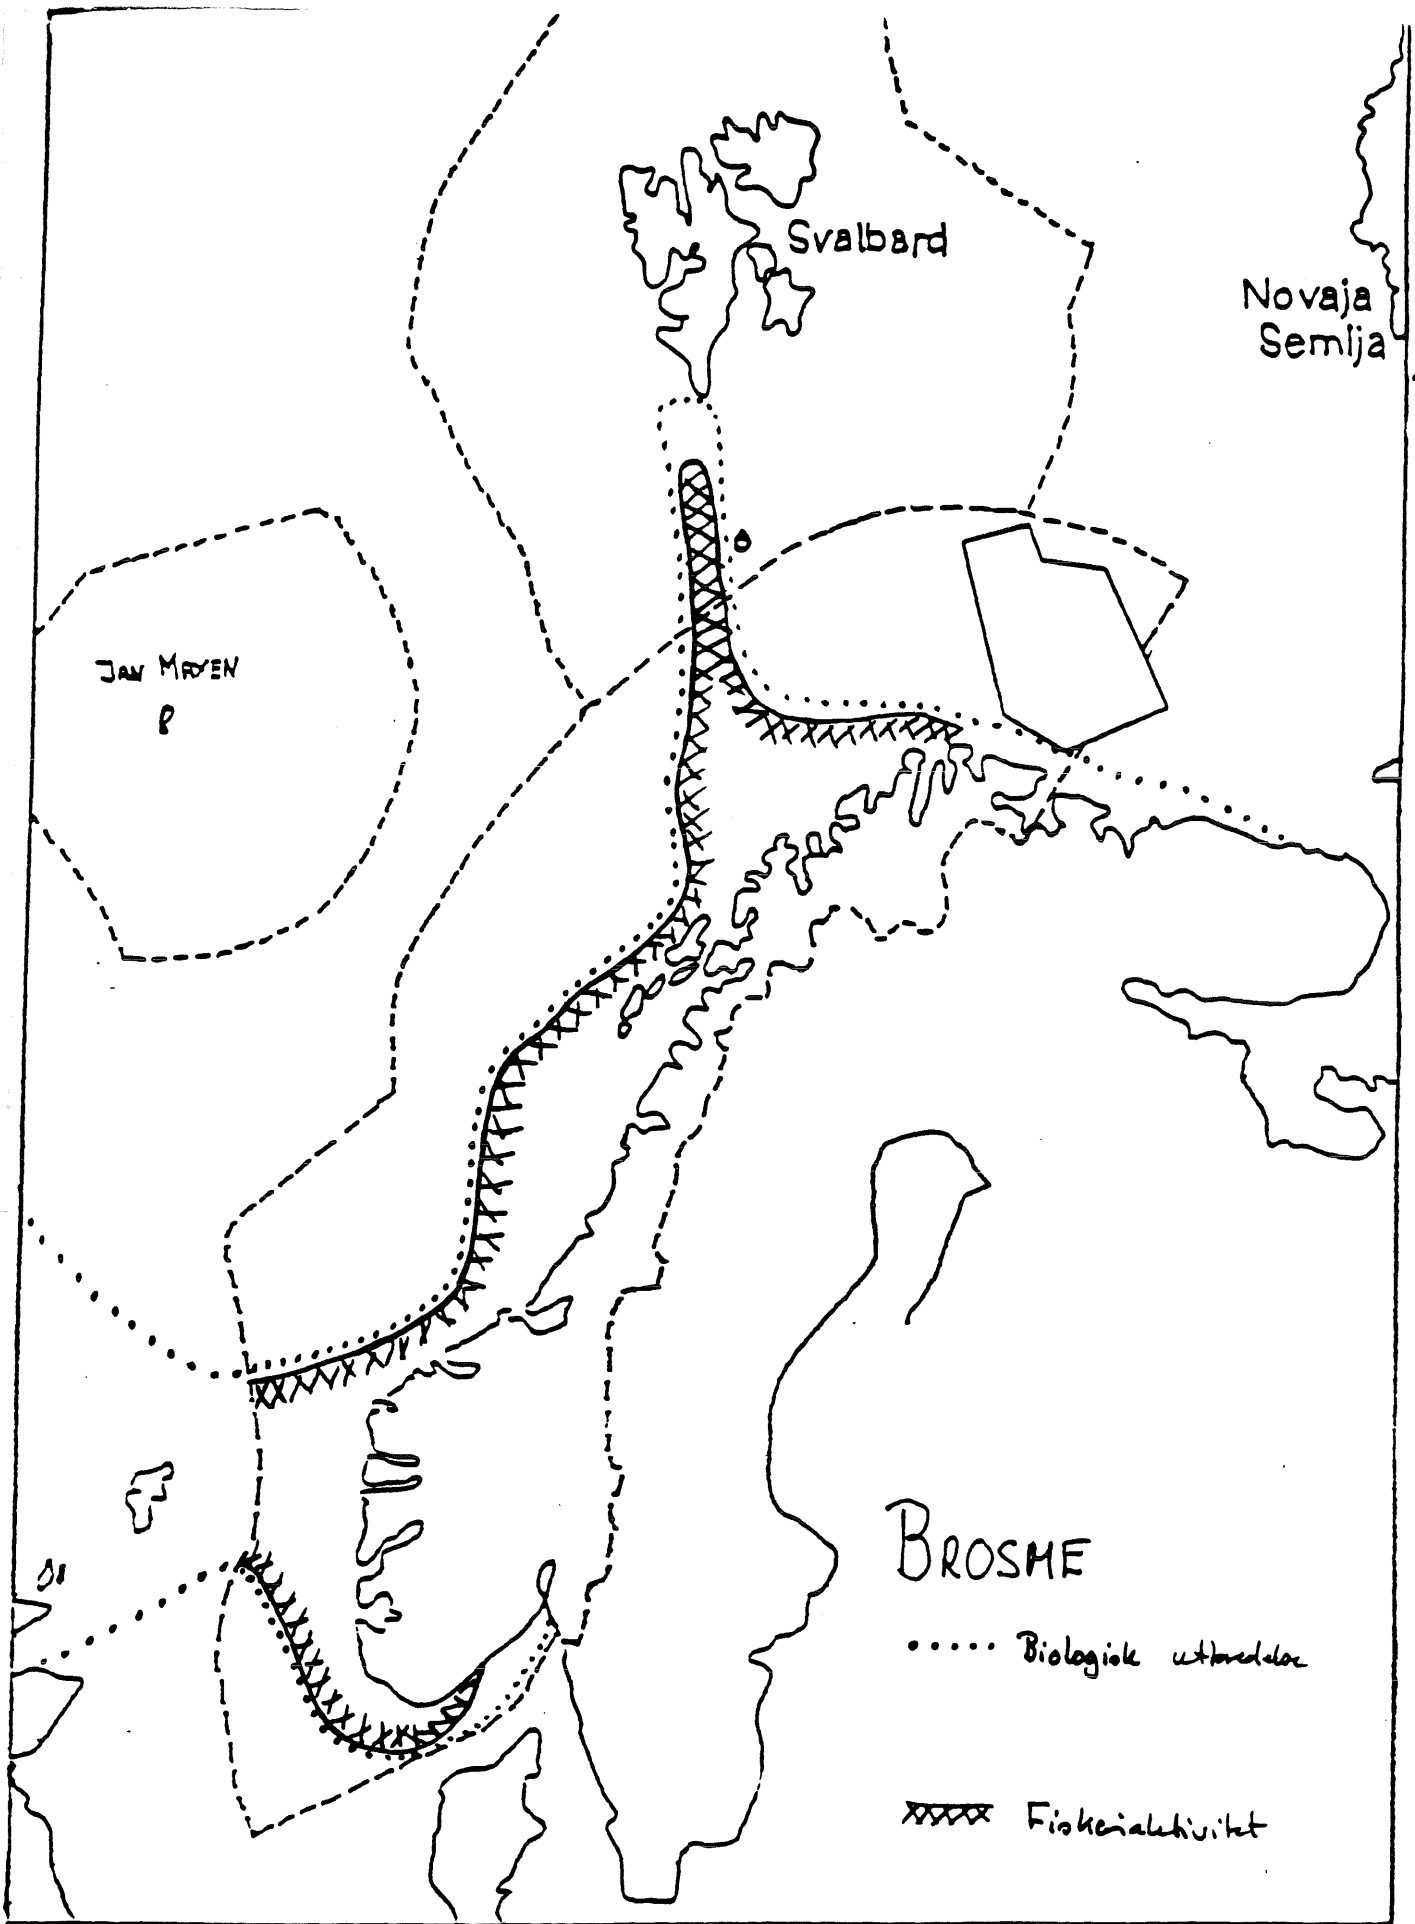 Svalbard
Novaja
Semlja
JAN MAYEN
BROSME
Biologisk utbredelse
Fiskeriaktivitet